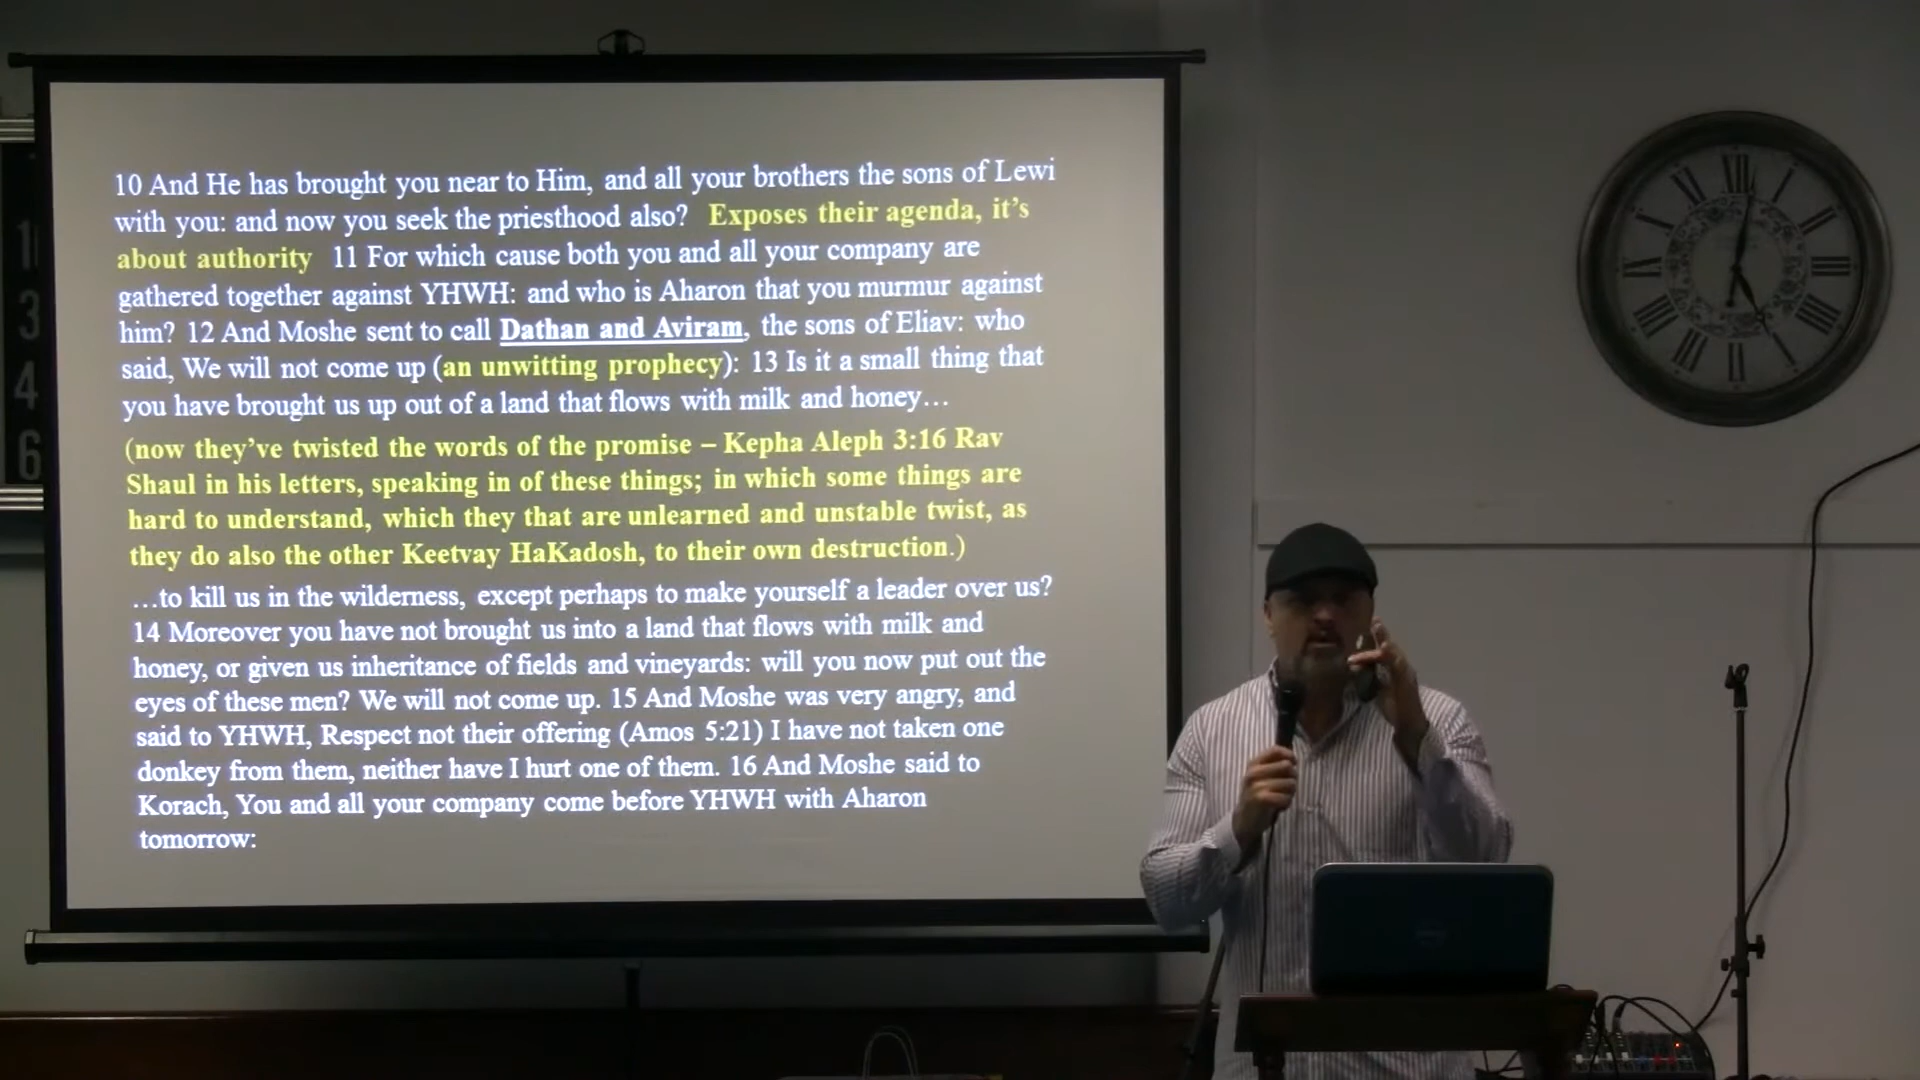 10 And He has brought you near to Him, and all your brothers the sons of Lewi
with you: and now you seek the priesthood also? Exposes their agenda, it's
about authority 11 For which cause both you and all your company are
gathered together against YHWH: and who is Aharon that you murmur against
him? 12 And Moshe sent to call Dathan and Aviram, the sons of Eliav: who
said, We will not come up (an unwitting prophecy): 13 Is it a small thing that
you have brought us up out of a land that flows with milk and honey…
(now they've twisted the words of the promise – Kepha Aleph 3:16 Rav
Shaul in his letters, speaking in of these things; in which some things are
hard to understand, which they that are unlearned and unstable twist, as
they do also the other Keetvay HaKadosh, to their own destruction.)
…to kill us in the wilderness, except perhaps to make yourself a leader over us?
14 Moreover you have not brought us into a land that flows with milk and
honey, or given us inheritance of fields and vineyards: will you now put out the
eyes of these men? We will not come up. 15 And Moshe was very angry, and
said to YHWH, Respect not their offering (Amos 5:21) I have not taken one
donkey from them, neither have I hurt one of them. 16 And Moshe said to
Korach, You and all your company come before YHWH with Aharon
tomorrow:
3
4
6
XII
I
II
III
IIII
V
VI
VII
VIII
IX
X
XI